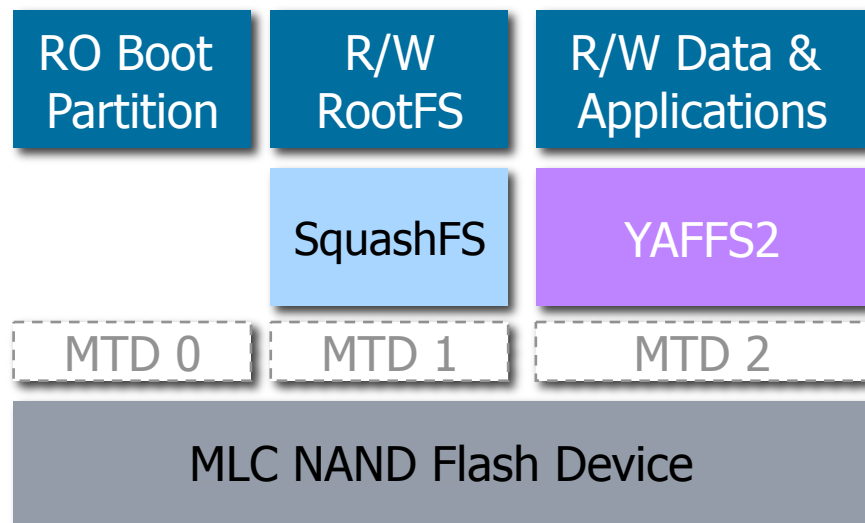 RO Boot
Partition
R/W
RootFS
R/W Data &
Applications
SquashFS
YAFFS2
MTD 0
MTD 1
MTD 2
MLC NAND Flash Device